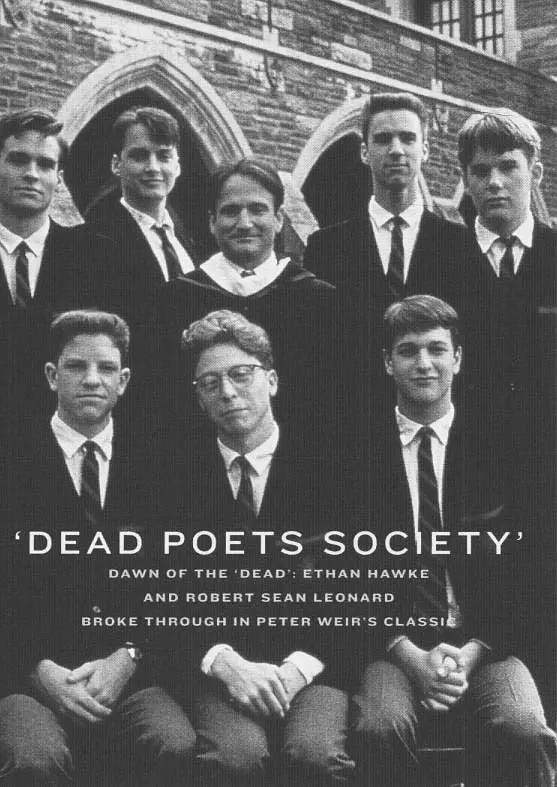 ‘DEAD POETS SOCIETY’
DAWN OF THE ‘DEAD’: ETHAN HAWKE
AND ROBERT SEAN LEONARD
BROKE THROUGH IN PETER WEIR’S CLASSIC